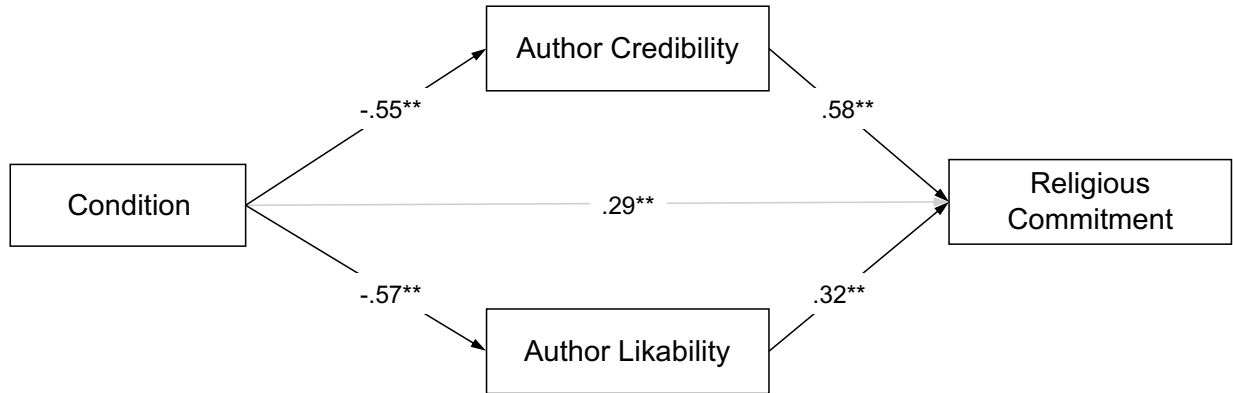 Author Credibility
-.55**
.58**
Condition
.29**
Religious
Commitment
-.57**
.32**
Author Likability